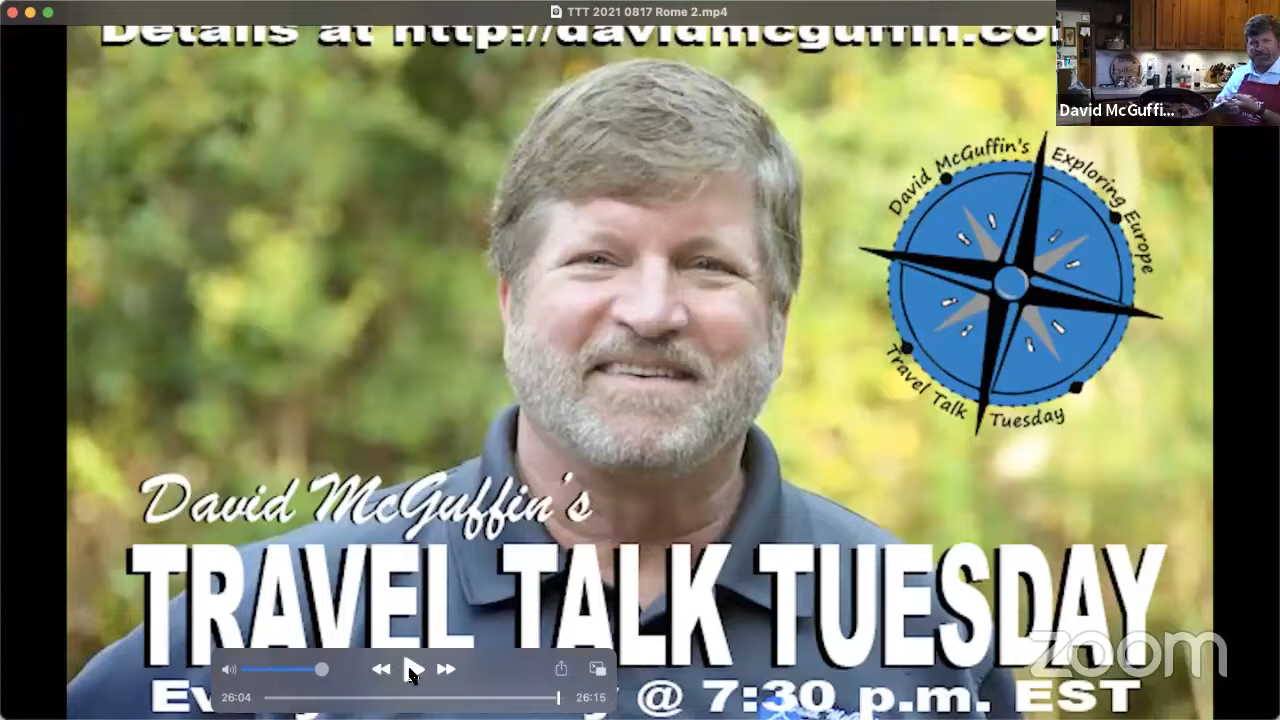 TTT 2021 0817 Rome 2.mp4
Details at http://davidmcguffin.co
David McGuffi...
David McGuffin's Exploring Europe
Travel Talk Tuesday
David McGuffin's
TRAVEL TALK TUESDAY
zoom
26:04
26:15
@ 7:30 p.m. EST